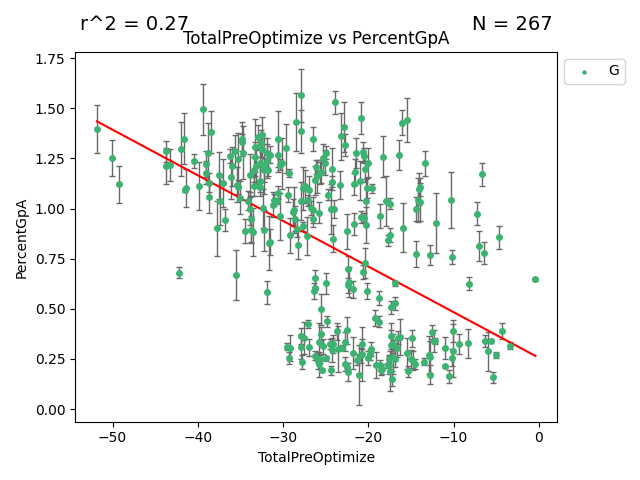 r^2 = 0.27
N = 267
TotalPreOptimize vs PercentGpA
G
PercentGpA
1.75
1.50
1.25
1.00
0.75
0.50
0.25
0.00
−50
−40
−30
−20
−10
0
TotalPreOptimize